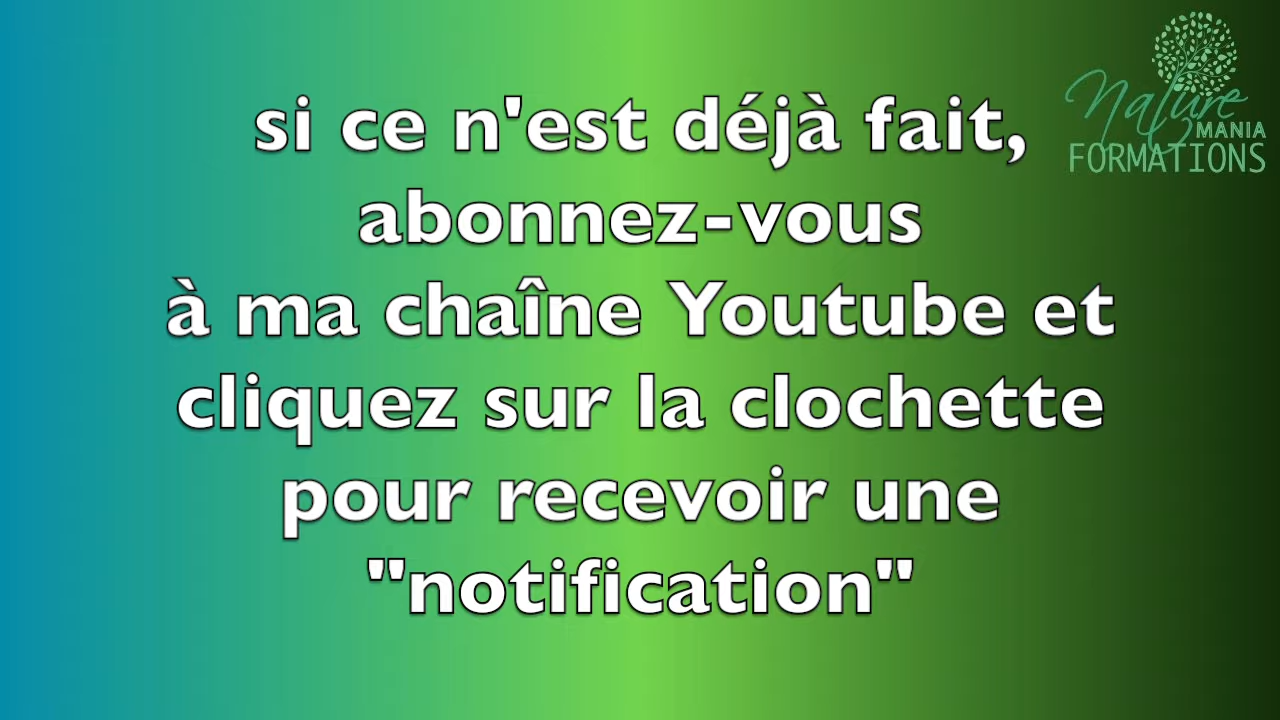 si ce n'est déjà fait,
abonnez-vous
à ma chaîne Youtube et
cliquez sur la clochette
pour recevoir une
"notification"
Nature
MANIA
FORMATIONS